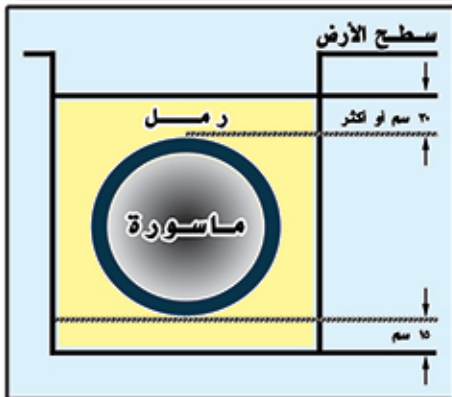 سطح الأرض
رمل
٣٠ سم أو أكثر
ماسورة
١٥ سم